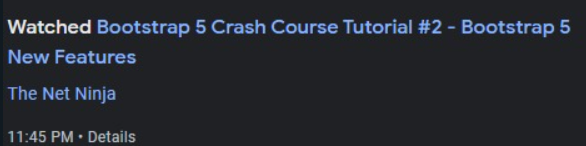 Watched Bootstrap 5 Crash Course Tutorial #2 - Bootstrap 5
New Features
The Net Ninja
11:45 PM • Details